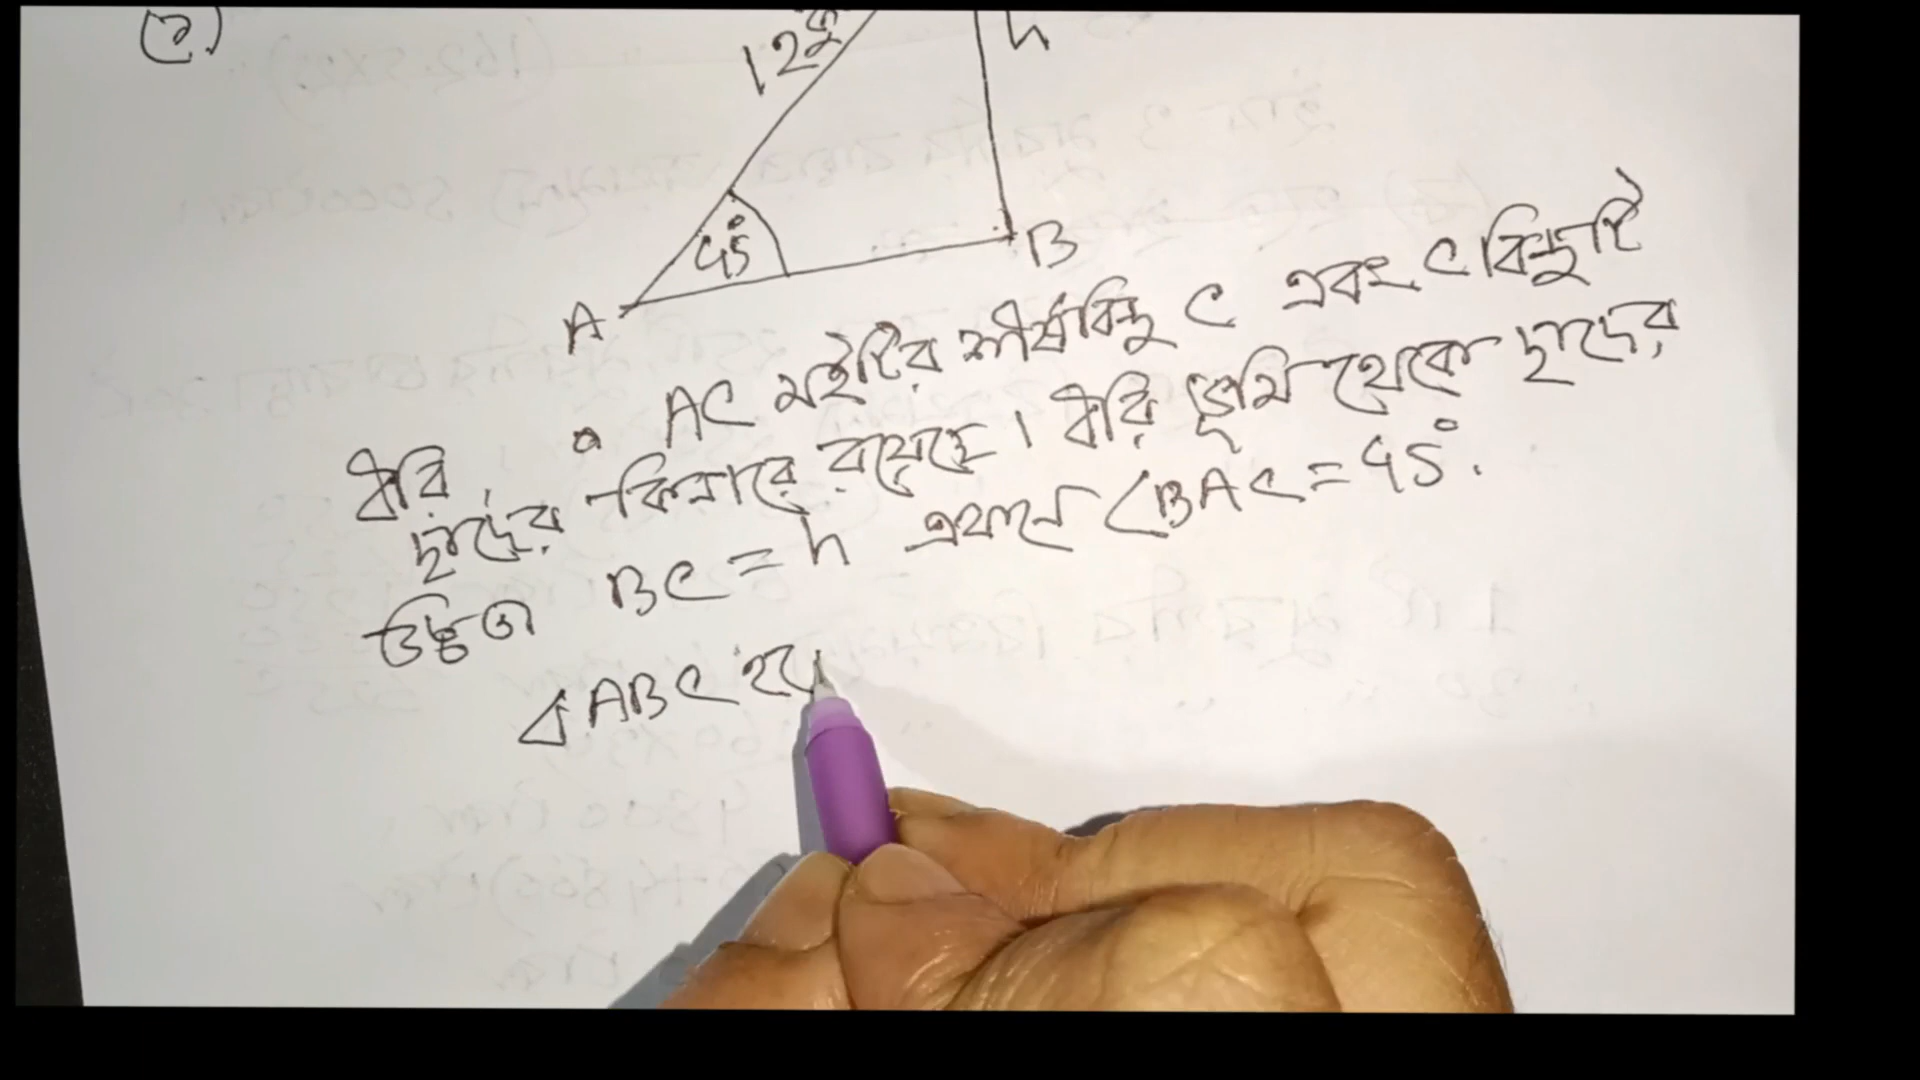 (২)
12মি
h
45°
A
B
ধরি, AC মইটির শীর্ষবিন্দু C এবং C বিন্দুটি
ছাদের কিনারে রয়েছে। ধরি ভূমি থেকে ছাদের
উচ্চতা BC = h এখানে ∠BAC = 45°.
△ABC হতে